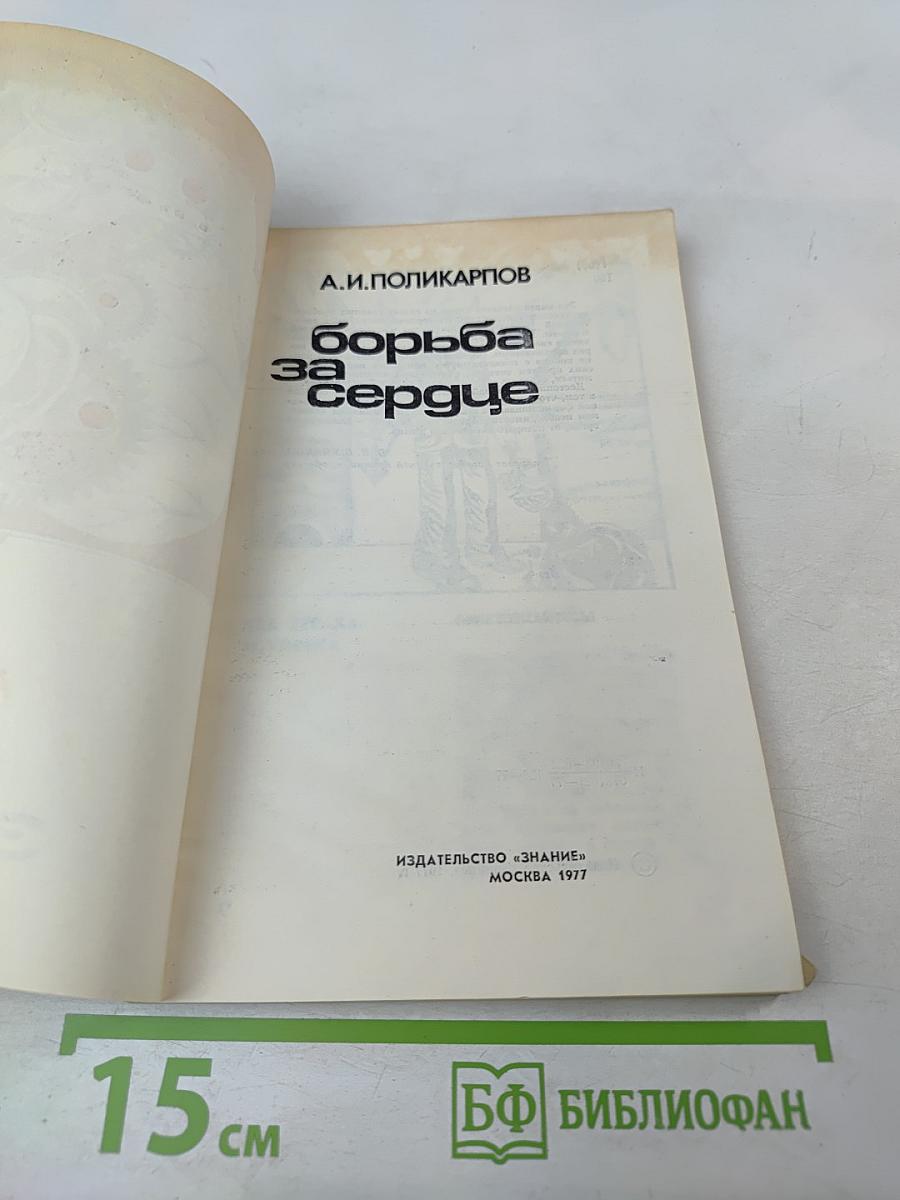 А.И.ПОЛИКАРПОВ
борьба
за
сердце
ИЗДАТЕЛЬСТВО «ЗНАНИЕ»
МОСКВА 1977
15 см
БФ БИБЛИОФАН